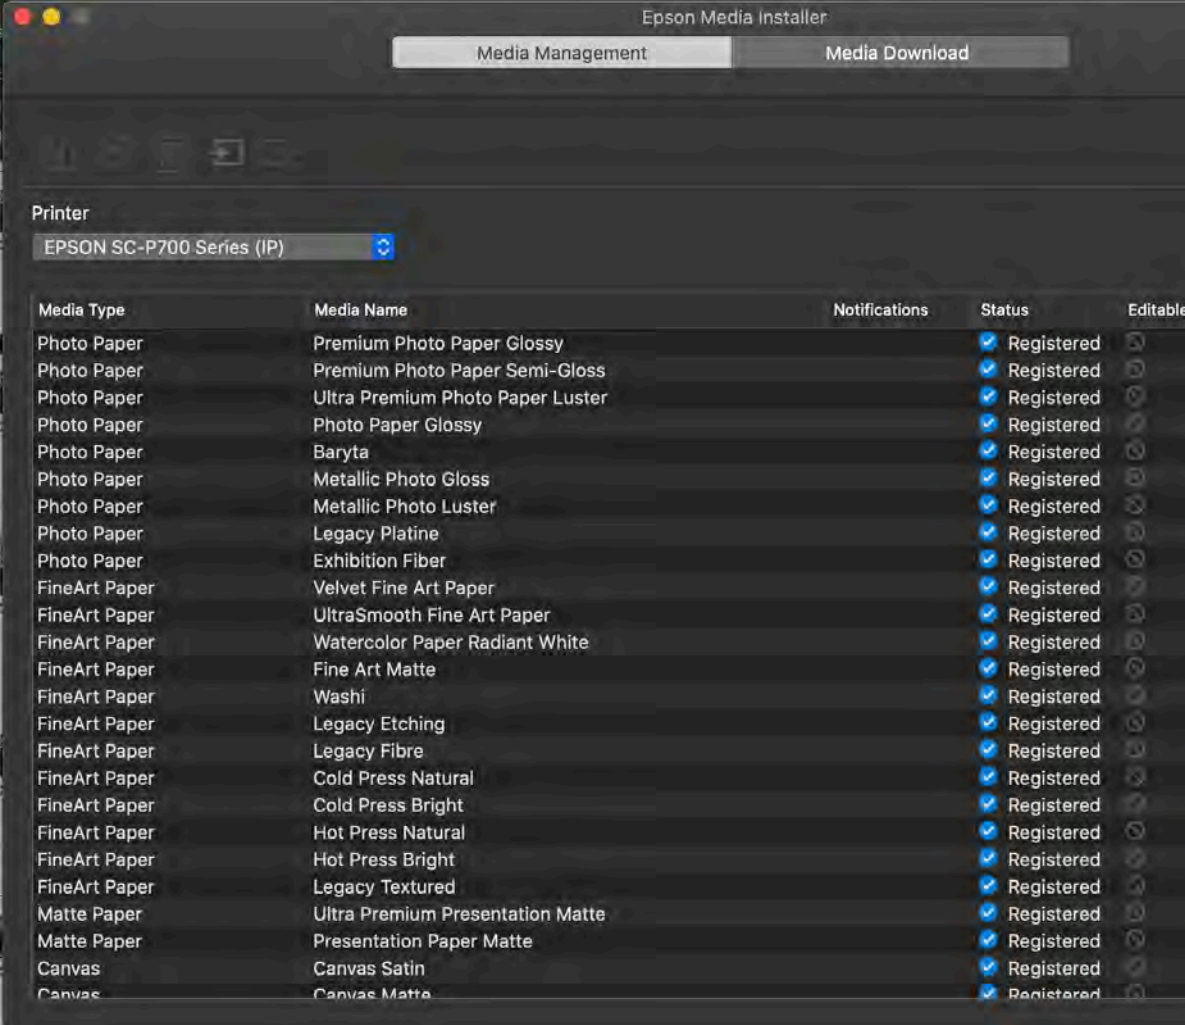 Epson Media Installer
Media Management Media Download
Printer
EPSON SC-P700 Series (IP)
Media Type Media Name Notifications Status Editable
Photo Paper Premium Photo Paper Glossy Registered
Photo Paper Premium Photo Paper Semi-Gloss Registered
Photo Paper Ultra Premium Photo Paper Luster Registered
Photo Paper Photo Paper Glossy Registered
Photo Paper Baryta Registered
Photo Paper Metallic Photo Gloss Registered
Photo Paper Metallic Photo Luster Registered
Photo Paper Legacy Platine Registered
Photo Paper Exhibition Fiber Registered
FineArt Paper Velvet Fine Art Paper Registered
FineArt Paper UltraSmooth Fine Art Paper Registered
FineArt Paper Watercolor Paper Radiant White Registered
FineArt Paper Fine Art Matte Registered
FineArt Paper Washi Registered
FineArt Paper Legacy Etching Registered
FineArt Paper Legacy Fibre Registered
FineArt Paper Cold Press Natural Registered
FineArt Paper Cold Press Bright Registered
FineArt Paper Hot Press Natural Registered
FineArt Paper Hot Press Bright Registered
FineArt Paper Legacy Textured Registered
Matte Paper Ultra Premium Presentation Matte Registered
Matte Paper Presentation Paper Matte Registered
Canvas Canvas Satin Registered
Canvas Canvas Matte Registered